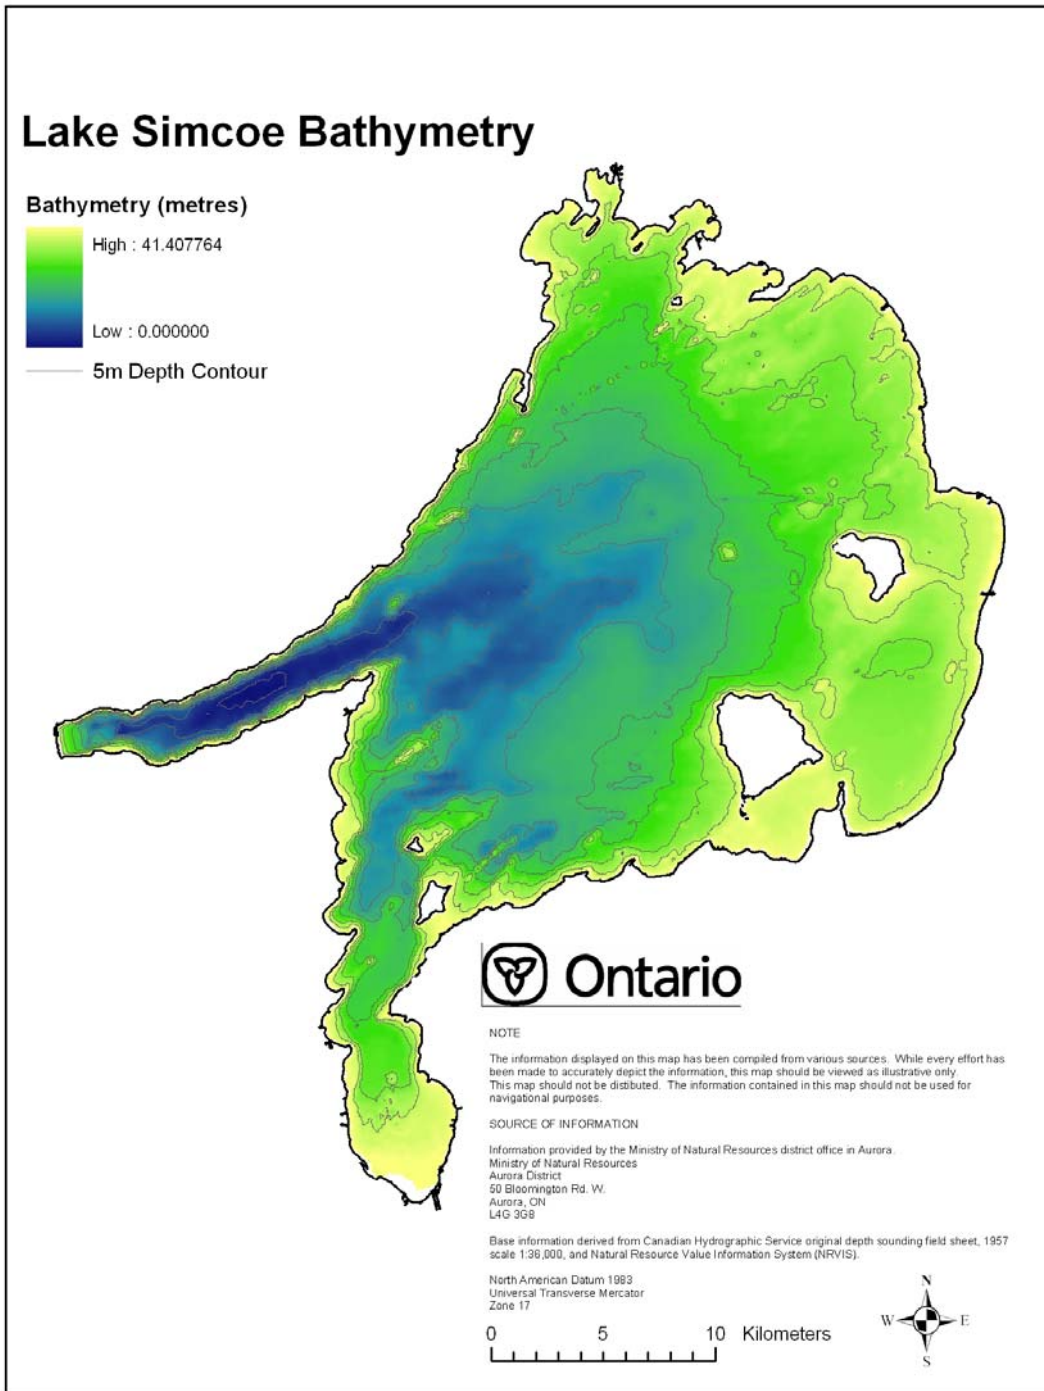 Lake Simcoe Bathymetry
Bathymetry (metres)
High : 41.407764
Low : 0.000000
5m Depth Contour
Ontario
NOTE
The information displayed on this map has been compiled from various sources. While every effort has
been made to accurately depict the information, this map should be viewed as illustrative only.
This map should not be distibuted. The information contained in this map should not be used for
navigational purposes.
SOURCE OF INFORMATION
Information provided by the Ministry of Natural Resources district office in Aurora.
Ministry of Natural Resources
Aurora District
50 Bloomington Rd. W.
Aurora, ON
L4G 3G8
Base information derived from Canadian Hydrographic Service original depth sounding field sheet, 1957
scale 1:36,000, and Natural Resource Value Information System (NRVIS).
North American Datum 1983
Universal Transverse Mercator
Zone 17
0 5 10 Kilometers
N
W E
S